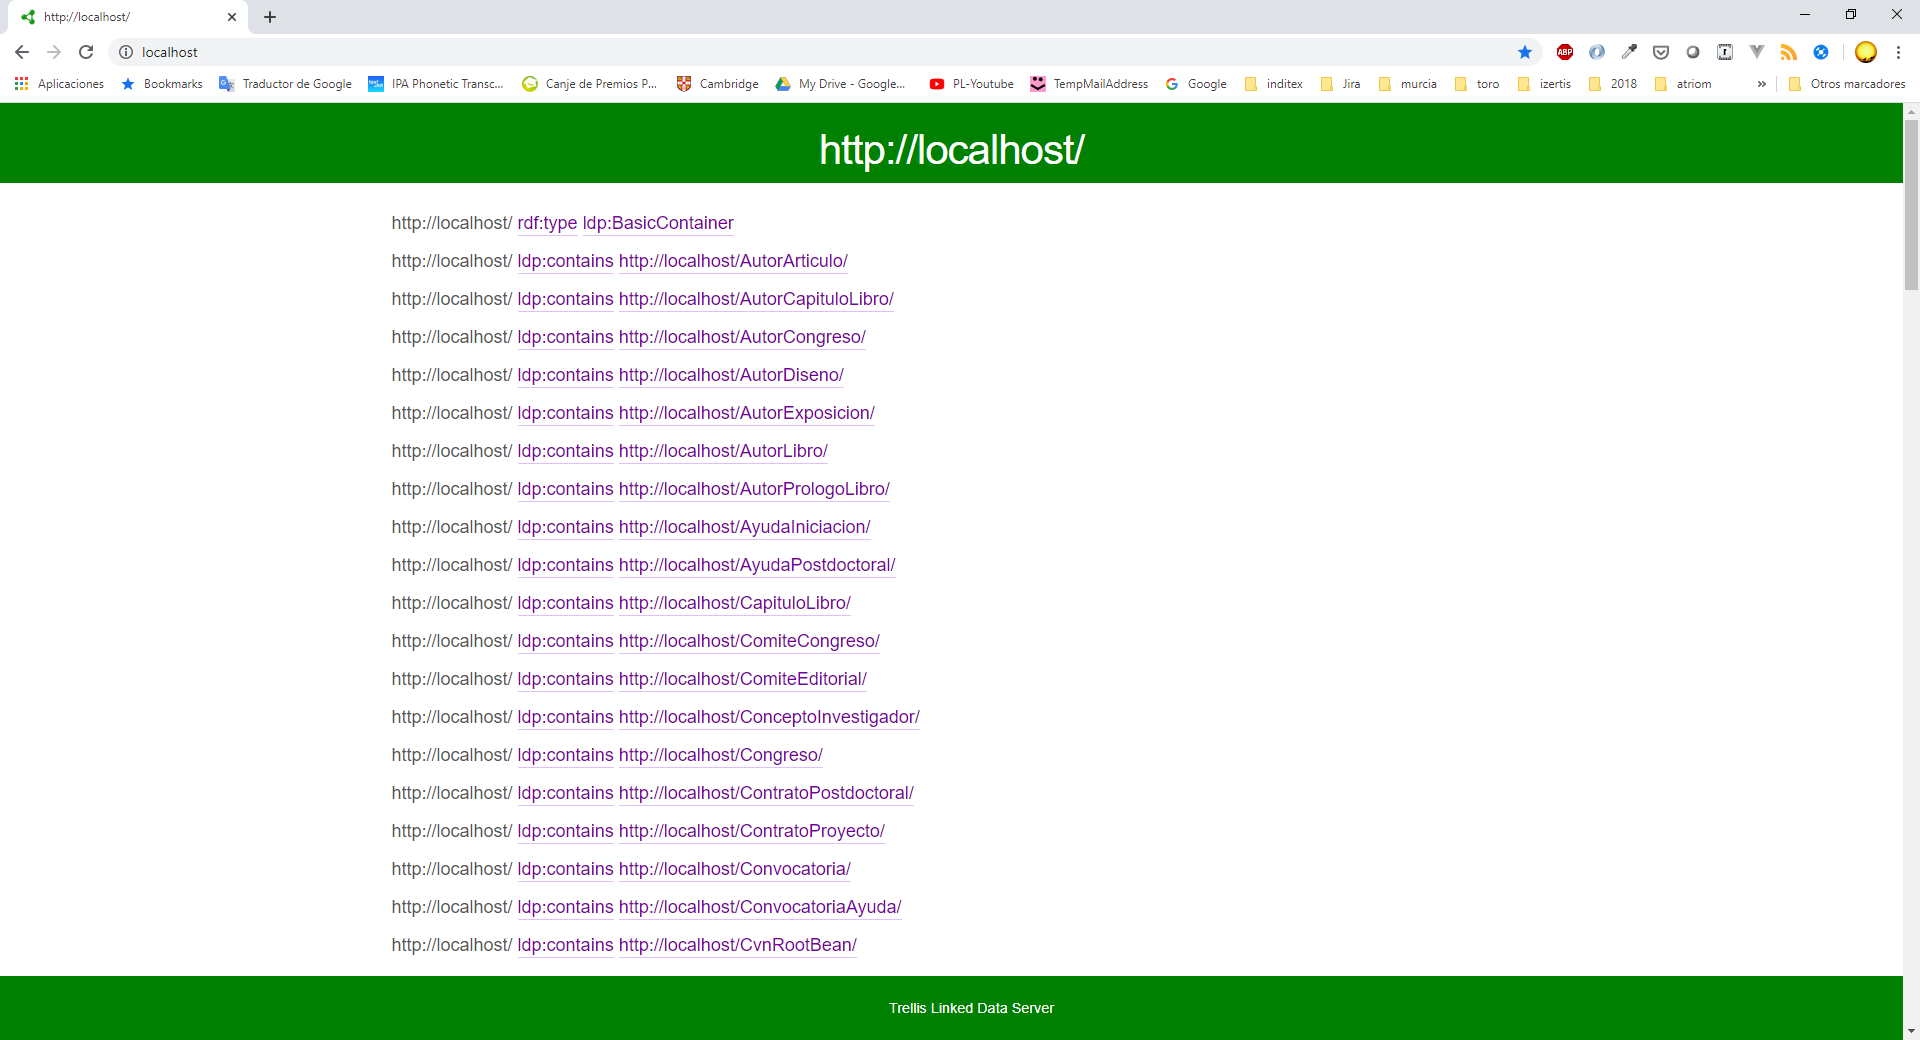 http://localhost/
localhost
Aplicaciones Bookmarks Traductor de Google IPA Phonetic Transc... Canje de Premios P... Cambridge My Drive - Google... PL-Youtube TempMailAddress Google inditex Jira murcia toro izertis 2018 atriom » Otros marcadores
http://localhost/
http://localhost/ rdf:type ldp:BasicContainer
http://localhost/ ldp:contains http://localhost/AutorArticulo/
http://localhost/ ldp:contains http://localhost/AutorCapituloLibro/
http://localhost/ ldp:contains http://localhost/AutorCongreso/
http://localhost/ ldp:contains http://localhost/AutorDiseno/
http://localhost/ ldp:contains http://localhost/AutorExposicion/
http://localhost/ ldp:contains http://localhost/AutorLibro/
http://localhost/ ldp:contains http://localhost/AutorPrologoLibro/
http://localhost/ ldp:contains http://localhost/AyudaIniciacion/
http://localhost/ ldp:contains http://localhost/AyudaPostdoctoral/
http://localhost/ ldp:contains http://localhost/CapituloLibro/
http://localhost/ ldp:contains http://localhost/ComiteCongreso/
http://localhost/ ldp:contains http://localhost/ComiteEditorial/
http://localhost/ ldp:contains http://localhost/ConceptoInvestigador/
http://localhost/ ldp:contains http://localhost/Congreso/
http://localhost/ ldp:contains http://localhost/ContratoPostdoctoral/
http://localhost/ ldp:contains http://localhost/ContratoProyecto/
http://localhost/ ldp:contains http://localhost/Convocatoria/
http://localhost/ ldp:contains http://localhost/ConvocatoriaAyuda/
http://localhost/ ldp:contains http://localhost/CvnRootBean/
Trellis Linked Data Server